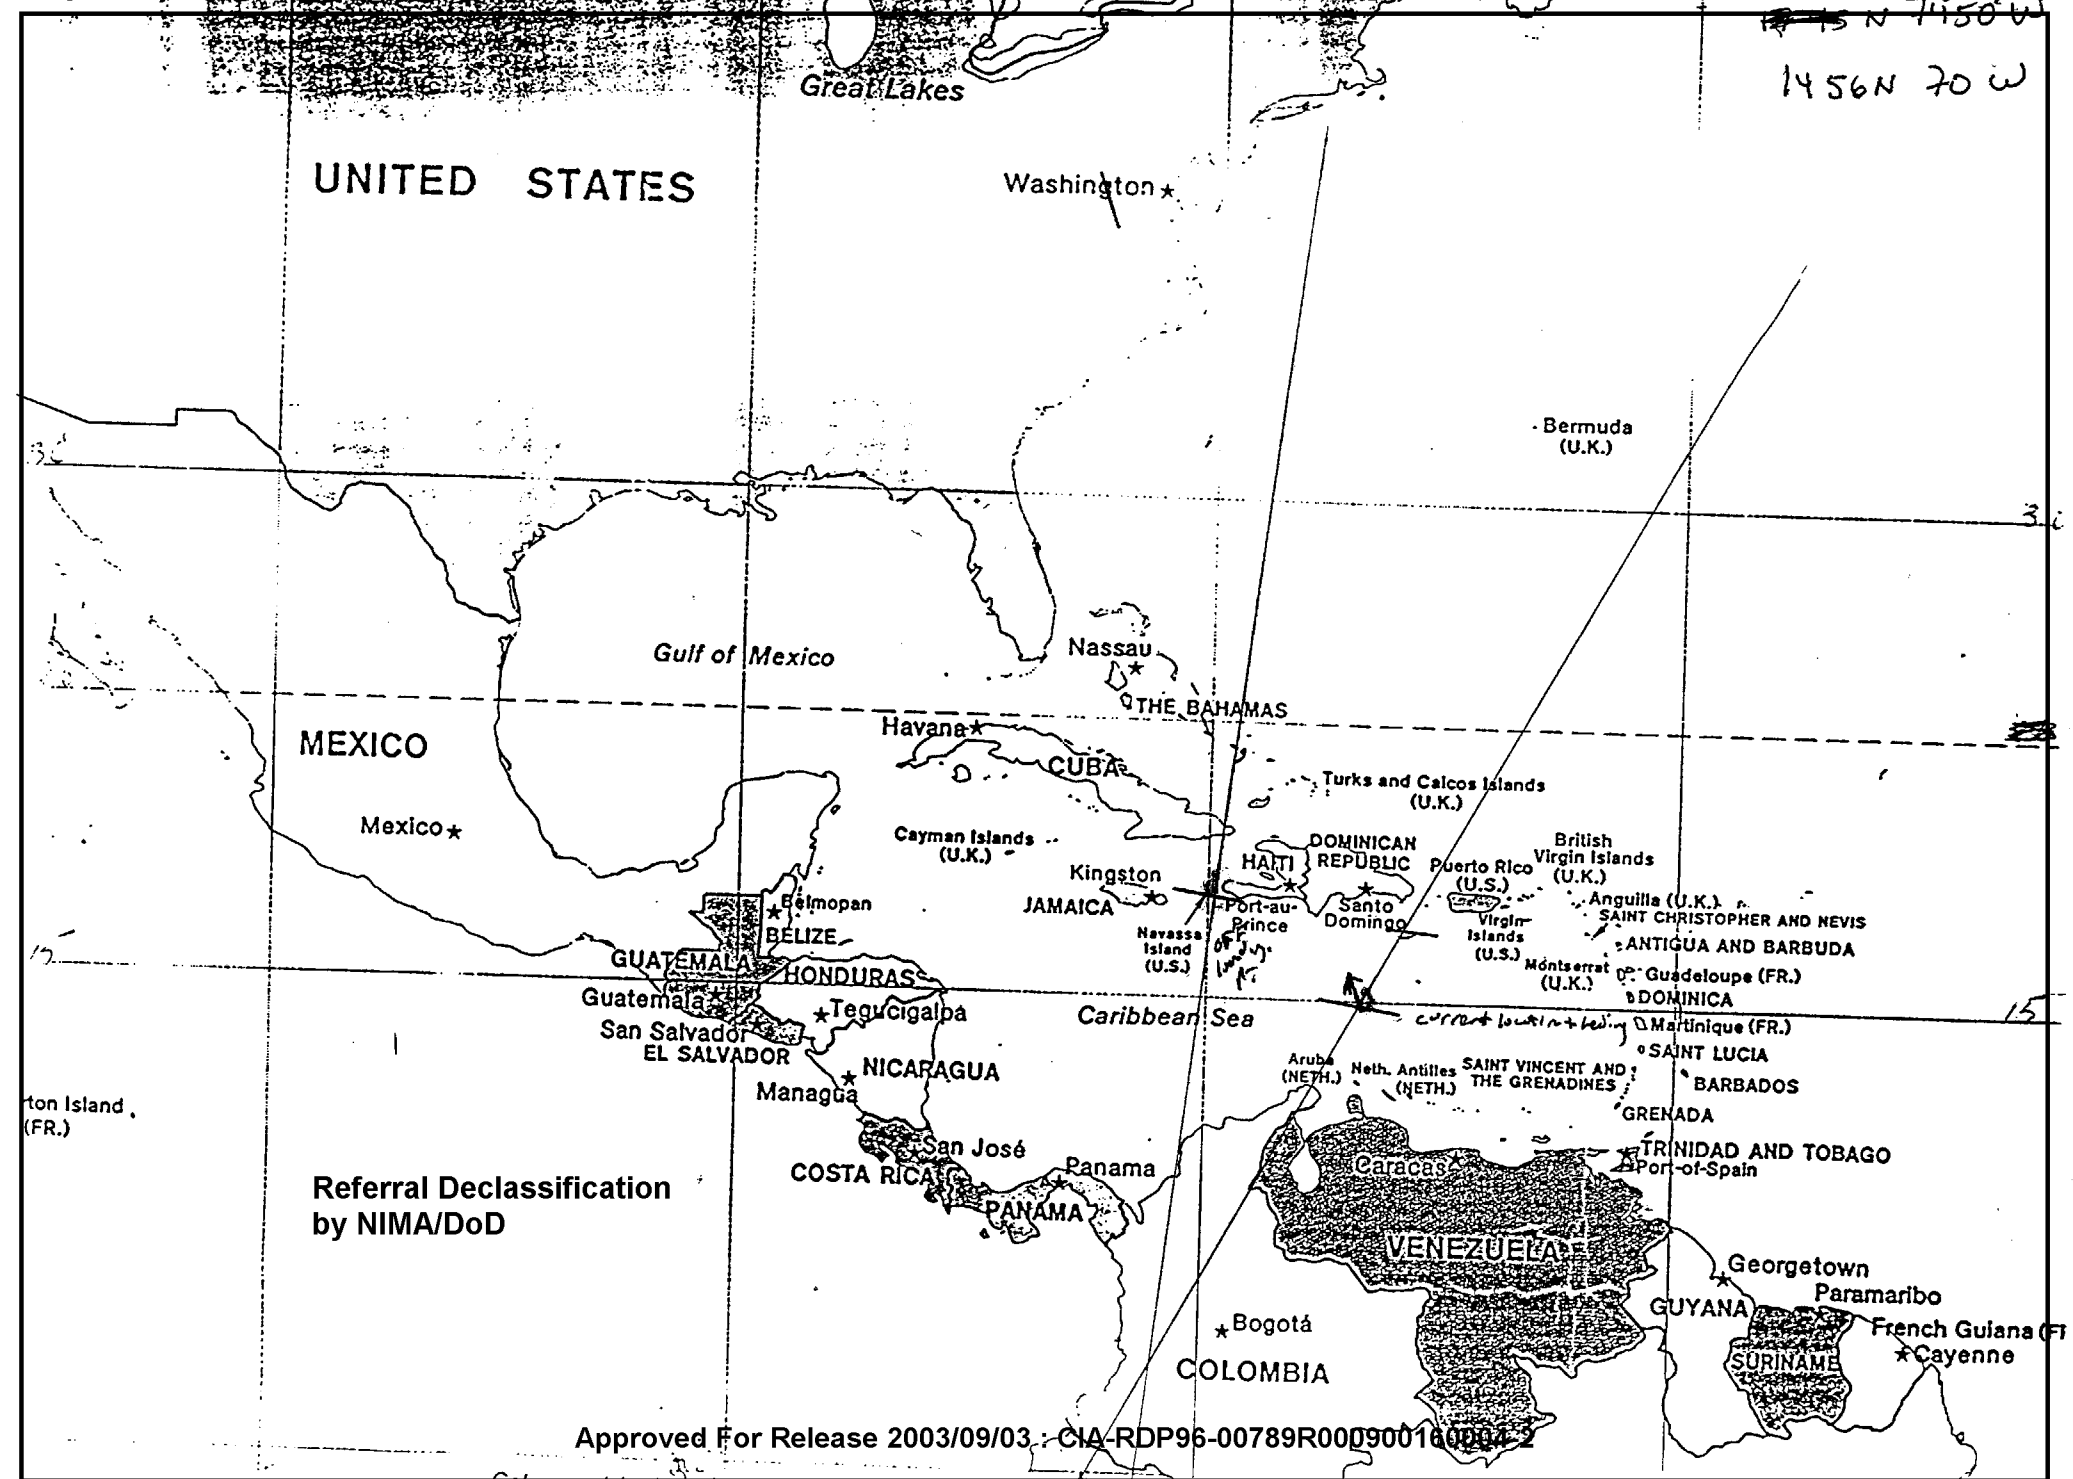 15 N 7450 W
1456N 70 W
Great Lakes
UNITED STATES
Washington
Bermuda
(U.K.)
Gulf of Mexico
Nassau
THE BAHAMAS
Havana
CUBA
MEXICO
Mexico
Turks and Caicos Islands
(U.K.)
Cayman Islands
(U.K.)
Kingston
JAMAICA
HAITI
DOMINICAN
REPUBLIC
Port-au-
Prince
Santo
Domingo
Puerto Rico
(U.S.)
British
Virgin Islands
(U.K.)
Virgin
Islands
(U.S.)
Anguilla (U.K.)
SAINT CHRISTOPHER AND NEVIS
ANTIGUA AND BARBUDA
Montserrat
(U.K.)
Guadeloupe (FR.)
DOMINICA
Navassa
Island
(U.S.)
Belmopan
BELIZE
GUATEMALA
HONDURAS
Guatemala
Tegucigalpa
San Salvador
EL SALVADOR
Caribbean Sea
15
current location +
Martinique (FR.)
SAINT LUCIA
NICARAGUA
Managua
Aruba
(NETH.)
Neth. Antilles
(NETH.)
SAINT VINCENT AND
THE GRENADINES
BARBADOS
GRENADA
ton Island
(FR.)
San José
COSTA RICA
Panama
PANAMA
Caracas
TRINIDAD AND TOBAGO
Port-of-Spain
Referral Declassification
by NIMA/DoD
VENEZUELA
Georgetown
Paramaribo
GUYANA
French Guiana (F
Cayenne
SURINAME
Bogotá
COLOMBIA
Approved For Release 2003/09/03 : CIA-RDP96-00789R000900160004-2